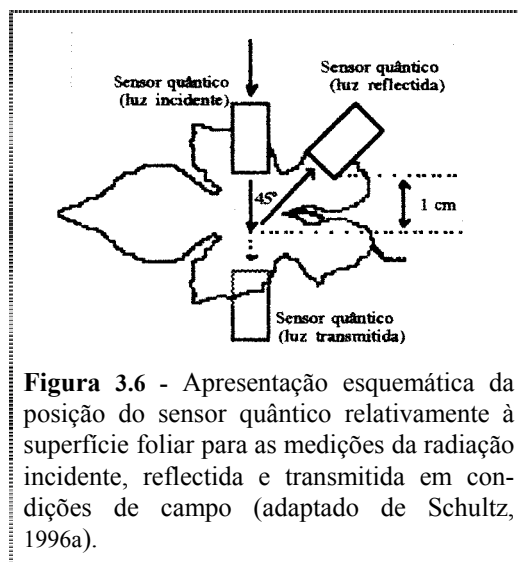 Sensor quântico
(luz incidente)
Sensor quântico
(luz reflectida)
45°
1 cm
Sensor quântico
(luz transmitida)
Figura 3.6 - Apresentação esquemática da
posição do sensor quântico relativamente à
superfície foliar para as medições da radiação
incidente, reflectida e transmitida em con-
dições de campo (adaptado de Schultz,
1996a).